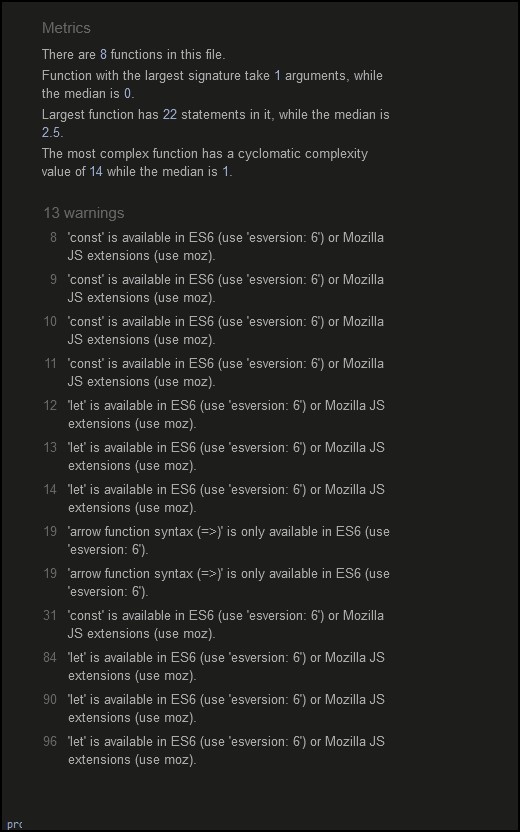 Metrics
There are 8 functions in this file.
Function with the largest signature take 1 arguments, while
the median is 0.
Largest function has 22 statements in it, while the median is
2.5.
The most complex function has a cyclomatic complexity
value of 14 while the median is 1.
13 warnings
8 'const' is available in ES6 (use 'esversion: 6') or Mozilla
JS extensions (use moz).
9 'const' is available in ES6 (use 'esversion: 6') or Mozilla
JS extensions (use moz).
10 'const' is available in ES6 (use 'esversion: 6') or Mozilla
JS extensions (use moz).
11 'const' is available in ES6 (use 'esversion: 6') or Mozilla
JS extensions (use moz).
12 'let' is available in ES6 (use 'esversion: 6') or Mozilla JS
extensions (use moz).
13 'let' is available in ES6 (use 'esversion: 6') or Mozilla JS
extensions (use moz).
14 'let' is available in ES6 (use 'esversion: 6') or Mozilla JS
extensions (use moz).
19 'arrow function syntax (=>)' is only available in ES6 (use
'esversion: 6').
19 'arrow function syntax (=>)' is only available in ES6 (use
'esversion: 6').
31 'const' is available in ES6 (use 'esversion: 6') or Mozilla
JS extensions (use moz).
84 'let' is available in ES6 (use 'esversion: 6') or Mozilla JS
extensions (use moz).
90 'let' is available in ES6 (use 'esversion: 6') or Mozilla JS
extensions (use moz).
96 'let' is available in ES6 (use 'esversion: 6') or Mozilla JS
extensions (use moz).